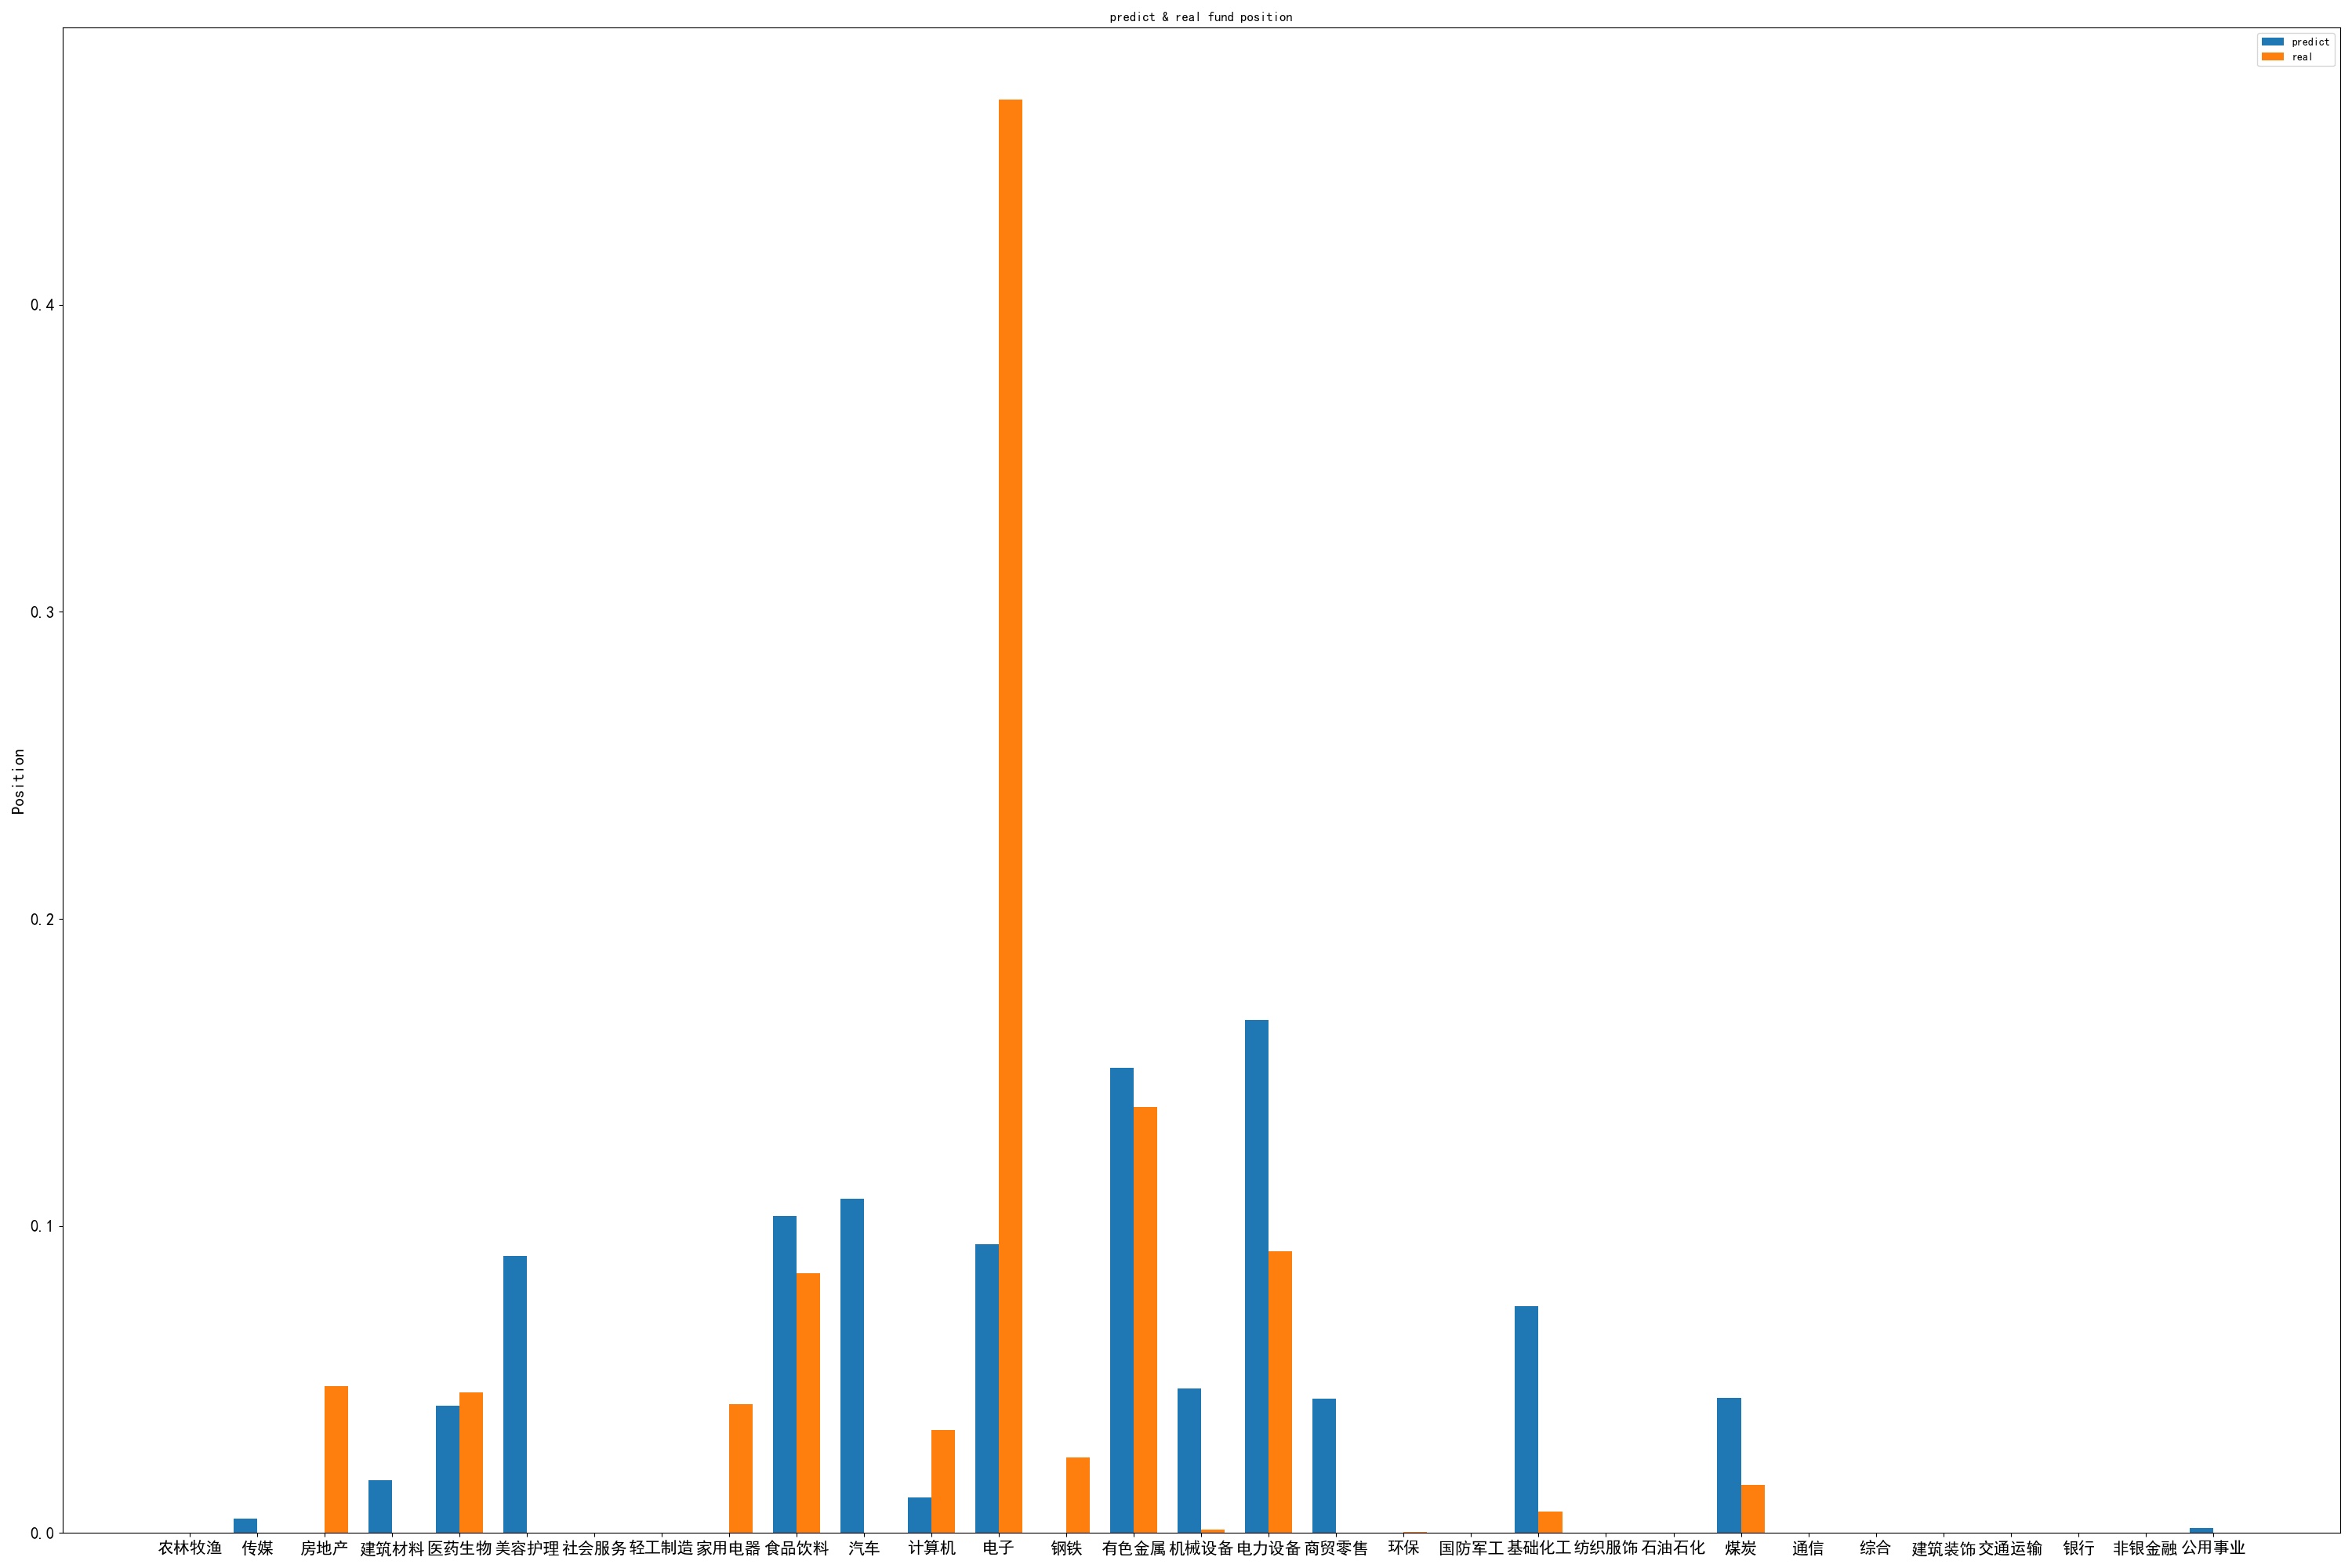 predict & real fund position
predict
real
Position
0.4
0.3
0.2
0.1
0.0
农林牧渔 传媒 房地产 建筑材料 医药生物 美容护理 社会服务 轻工制造 家用电器 食品饮料 汽车 计算机 电子 钢铁 有色金属 机械设备 电力设备 商贸零售 环保 国防军工 基础化工 纺织服饰 石油石化 煤炭 通信 综合 建筑装饰 交通运输 银行 非银金融 公用事业